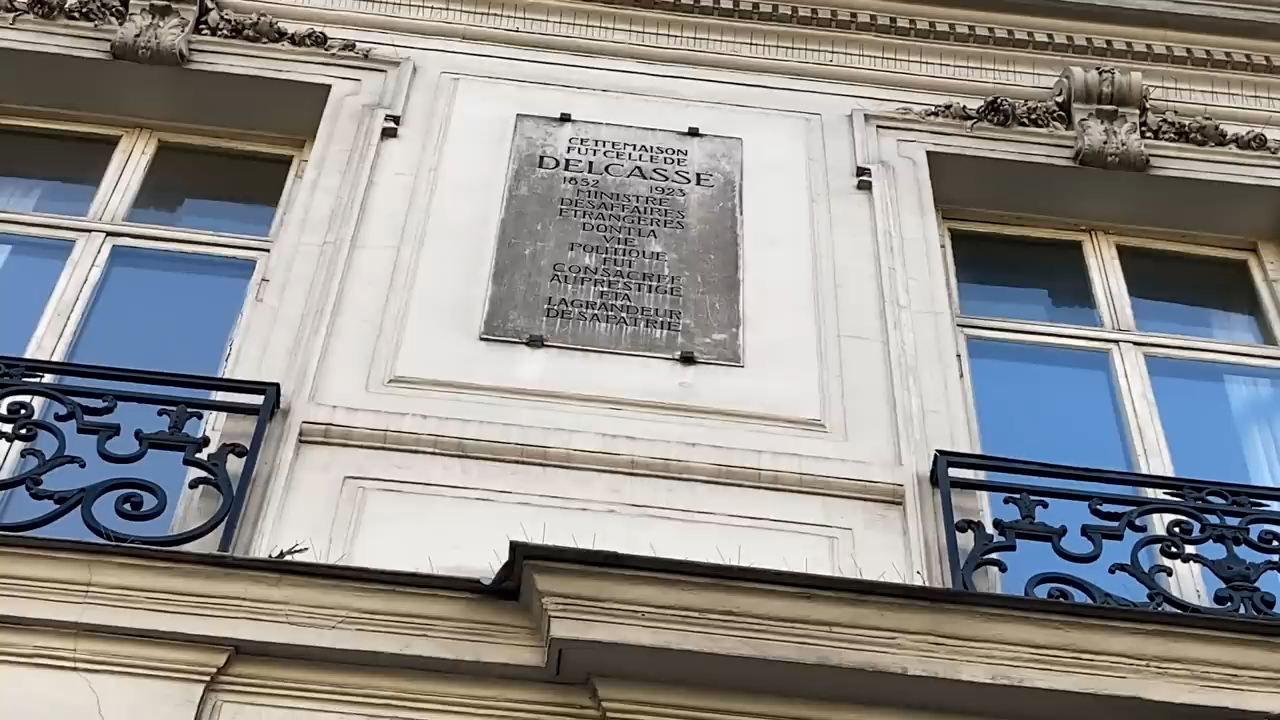 CETTE MAISON
FUT CELLE DE
DELCASSÉ
1852 1923
MINISTRE
DES AFFAIRES
ETRANGERES
DONT LA
VIE
POLITIQUE
FUT
CONSACREE
AU PRESTIGE
ET A
LA GRANDEUR
DE SA PATRIE